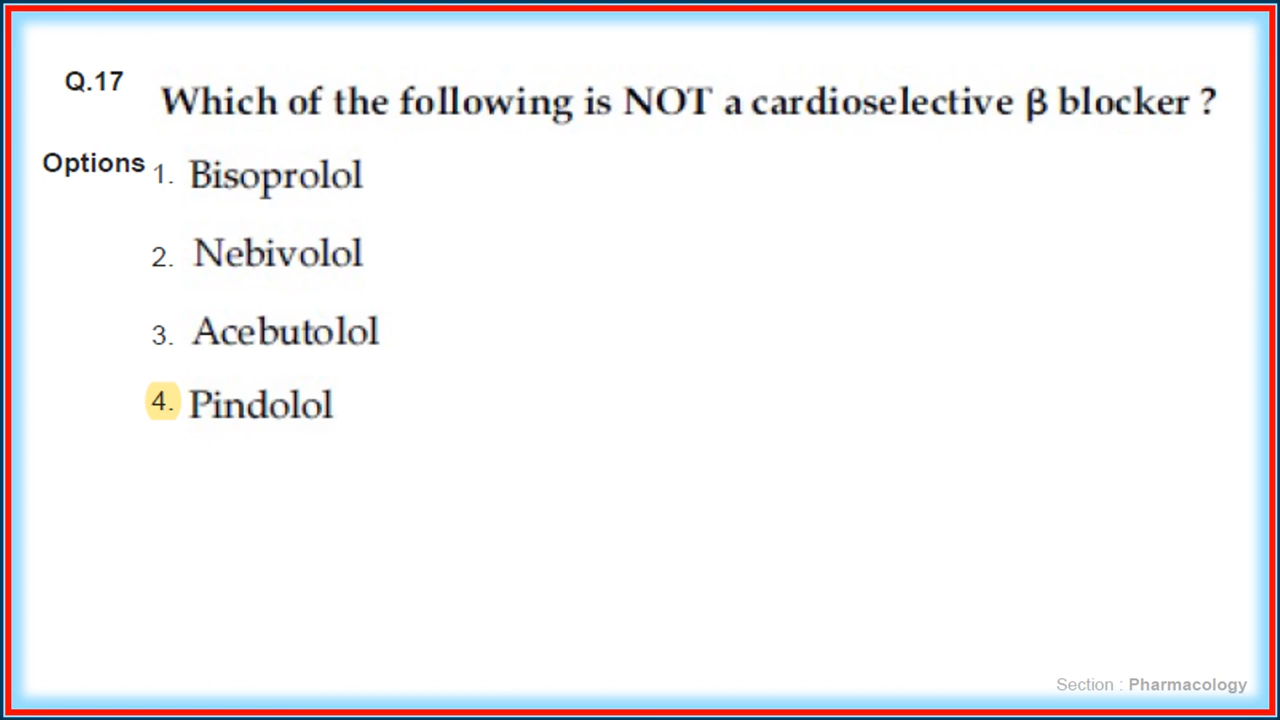 Q.17 Which of the following is NOT a cardioselective β blocker ?
Options 1. Bisoprolol
2. Nebivolol
3. Acebutolol
4. Pindolol
Section : Pharmacology